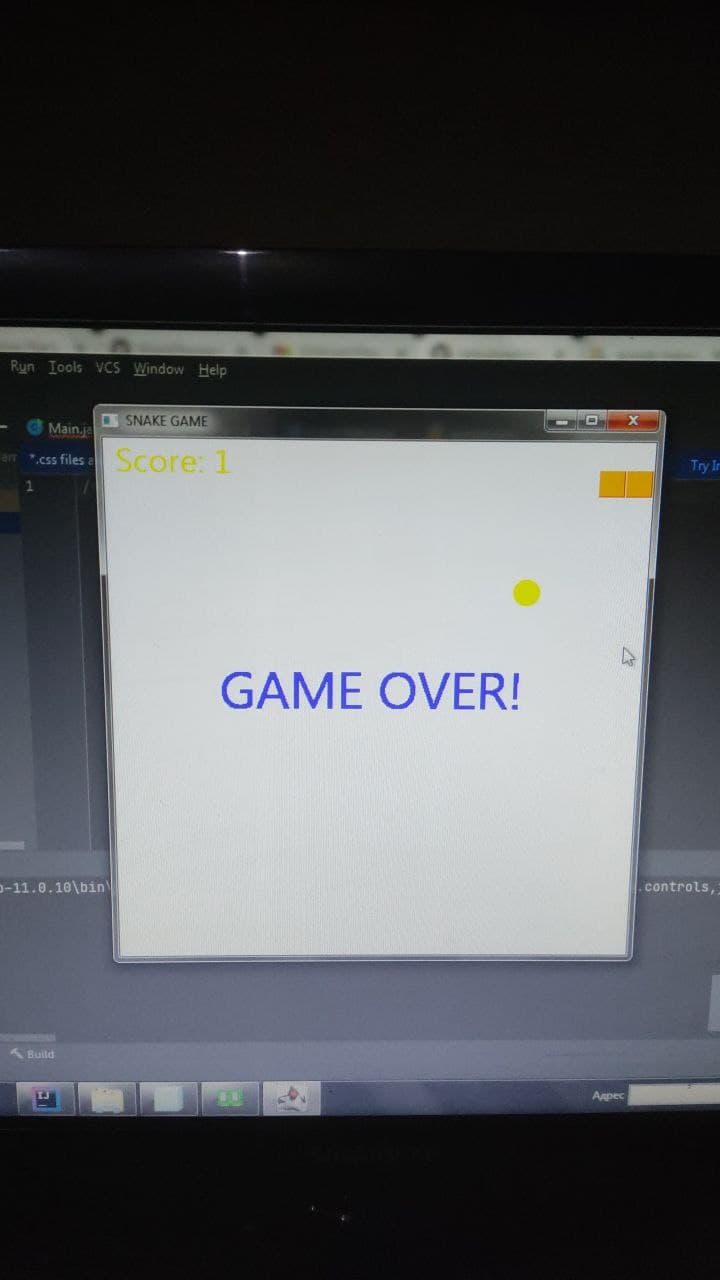 Run Tools VCS Window Help
SNAKE GAME
Main.ja
*.css files a
Try In
1 /
Score: 1
GAME OVER!
-11.0.10\bin\
.controls,
Build
Адрес